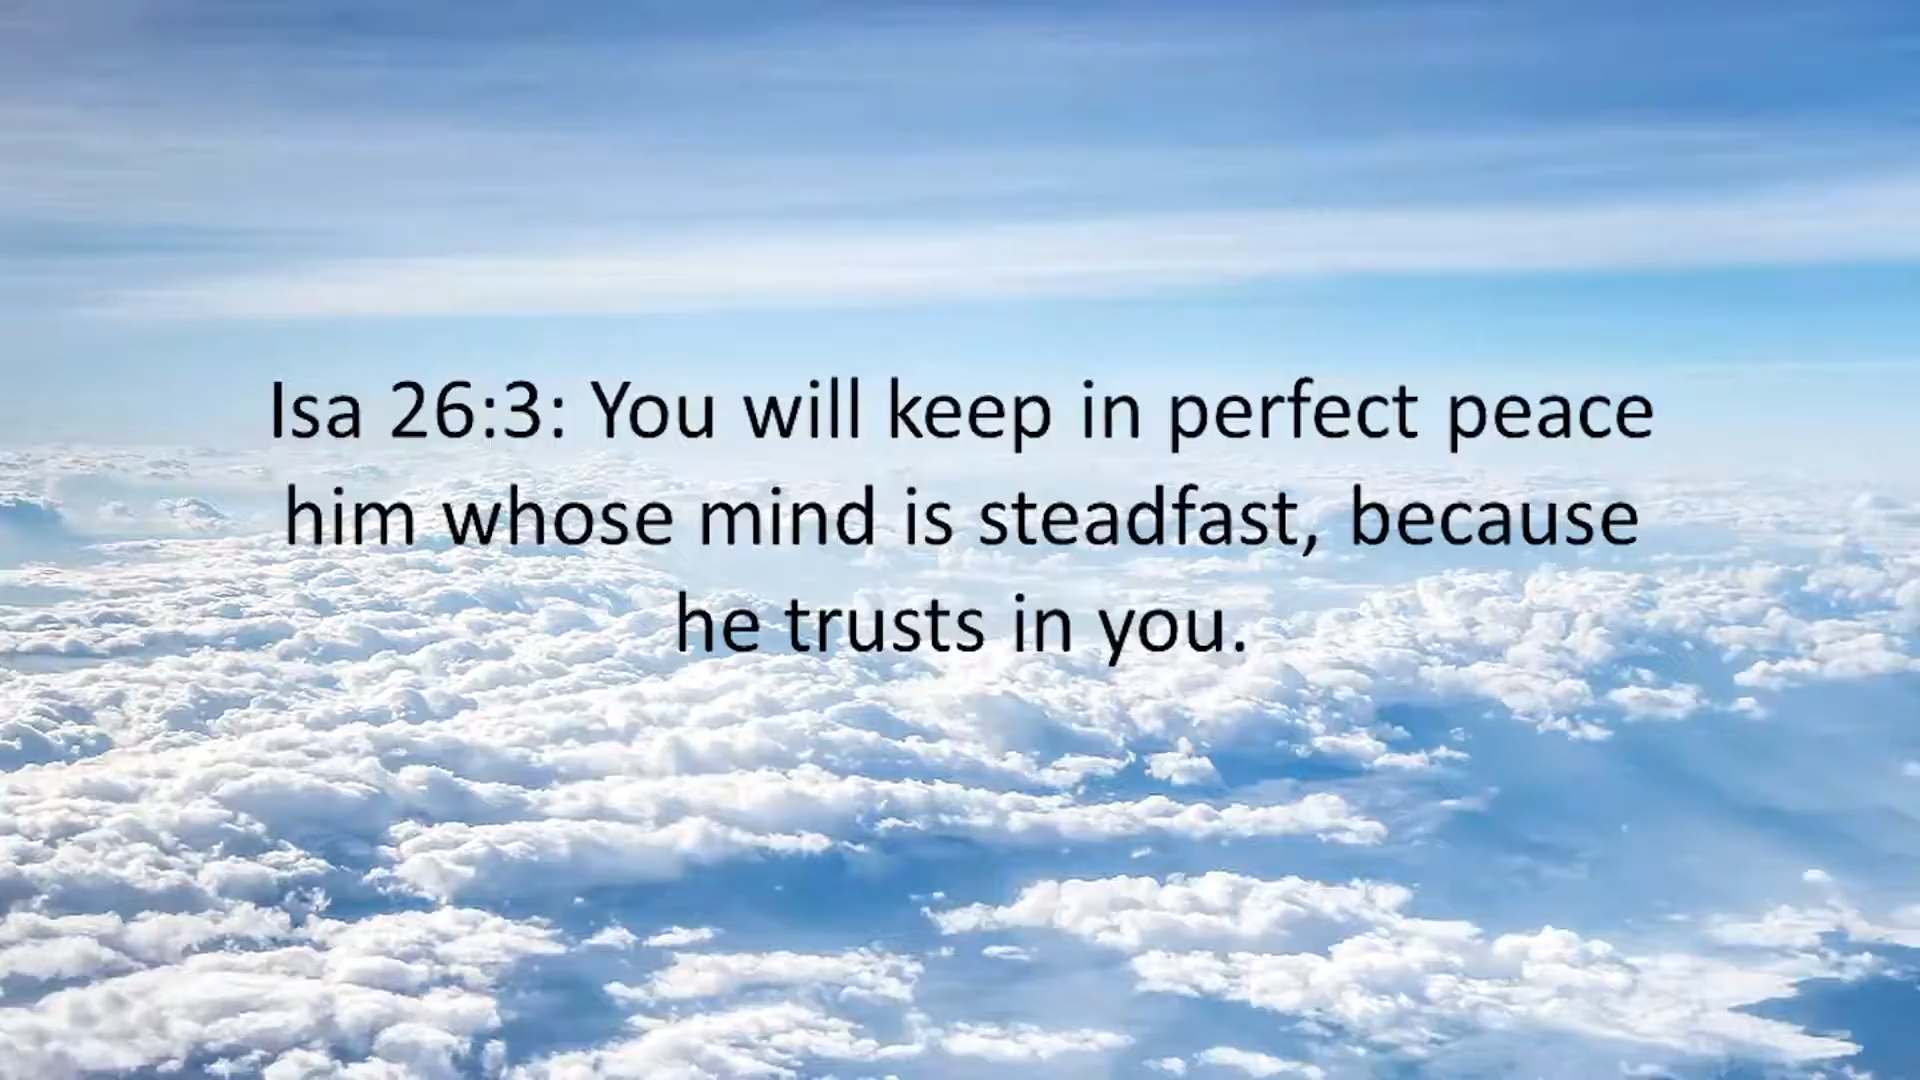 Isa 26:3: You will keep in perfect peace
him whose mind is steadfast, because
he trusts in you.